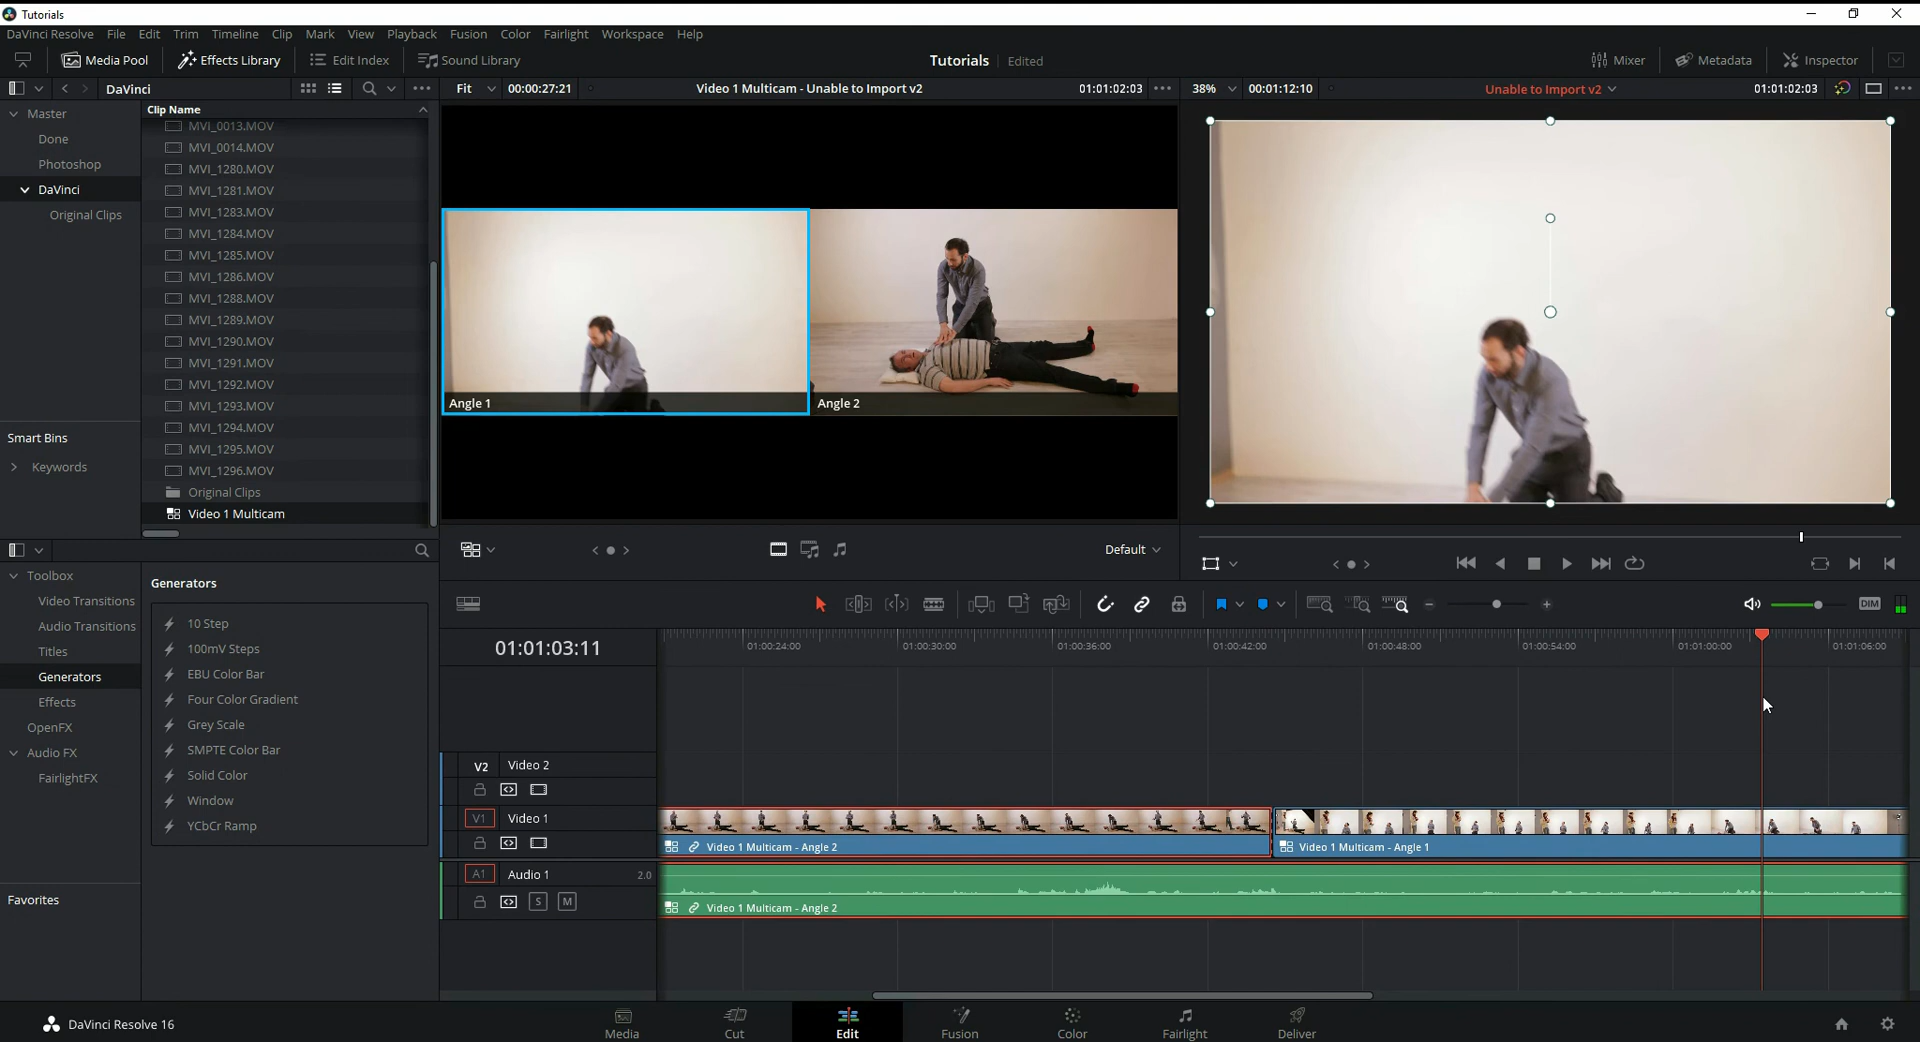 Tutorials
DaVinci Resolve File Edit Trim Timeline Clip Mark View Playback Fusion Color Fairlight Workspace Help
Media Pool Effects Library Edit Index Sound Library Tutorials Edited Mixer Metadata Inspector
DaVinci Fit 00:00:27:21 Video 1 Multicam - Unable to Import v2 01:01:02:03 38% 00:01:12:10 Unable to Import v2 01:01:02:03
Master
Done
Photoshop
DaVinci
Original Clips
Smart Bins
Keywords
Clip Name
MVI_0013.MOV
MVI_0014.MOV
MVI_1280.MOV
MVI_1281.MOV
MVI_1283.MOV
MVI_1284.MOV
MVI_1285.MOV
MVI_1286.MOV
MVI_1288.MOV
MVI_1289.MOV
MVI_1290.MOV
MVI_1291.MOV
MVI_1292.MOV
MVI_1293.MOV
MVI_1294.MOV
MVI_1295.MOV
MVI_1296.MOV
Original Clips
Video 1 Multicam
Angle 1
Angle 2
Default
Toolbox
Video Transitions
Audio Transitions
Titles
Generators
Effects
OpenFX
Audio FX
FairlightFX
Favorites
Generators
10 Step
100mV Steps
EBU Color Bar
Four Color Gradient
Grey Scale
SMPTE Color Bar
Solid Color
Window
YCbCr Ramp
DIM
01:01:03:11
01:00:24:00 01:00:30:00 01:00:36:00 01:00:42:00 01:00:48:00 01:00:54:00 01:01:00:00 01:01:06:00
V2 Video 2
V1 Video 1
Video 1 Multicam - Angle 2
Video 1 Multicam - Angle 1
A1 Audio 1 2.0
S M
Video 1 Multicam - Angle 2
DaVinci Resolve 16
Media Cut Edit Fusion Color Fairlight Deliver